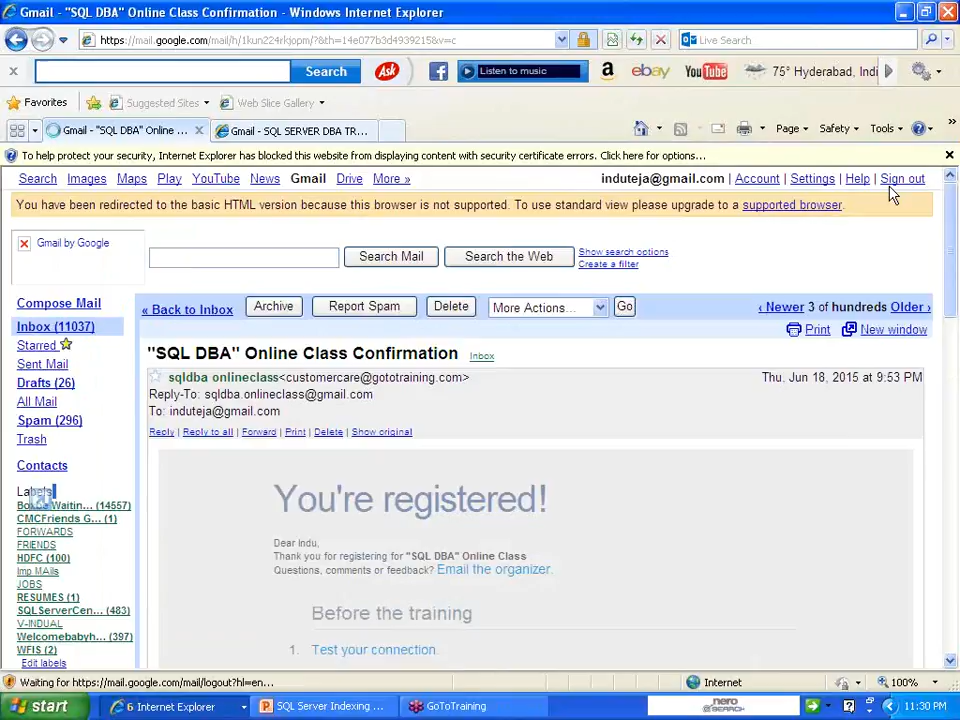 Gmail - "SQL DBA" Online Class Confirmation - Windows Internet Explorer
https://mail.google.com/mail/h/1kun224rkjopm/?&th=14e077b3d4939215&v=c
Live Search
Search Ask Listen to music a ebay YouTube 75° Hyderabad, Indi
Favorites Suggested Sites Web Slice Gallery
Gmail - "SQL DBA" Online ... Gmail - SQL SERVER DBA TR... Page Safety Tools
To help protect your security, Internet Explorer has blocked this website from displaying content with security certificate errors. Click here for options...
Search Images Maps Play YouTube News Gmail Drive More » induteja@gmail.com | Account | Settings | Help | Sign out
You have been redirected to the basic HTML version because this browser is not supported. To use standard view please upgrade to a supported browser.
Gmail by Google
Search Mail Search the Web Show search options
Create a filter
Compose Mail
Inbox (11037)
Starred
Sent Mail
Drafts (26)
All Mail
Spam (296)
Trash
Contacts
Labels
CMCFriends G... (1)
FORWARDS
FRIENDS
HDFC (100)
Imp MAils
JOBS
RESUMES (1)
SQLServerCen... (483)
V-INDUAL
Welcomebabyh... (397)
WFIS (2)
Edit labels
« Back to Inbox Archive Report Spam Delete More Actions... Go ‹ Newer 3 of hundreds Older ›
Print New window
"SQL DBA" Online Class Confirmation Inbox
sqldba onlineclass<customercare@gototraining.com> Thu, Jun 18, 2015 at 9:53 PM
Reply-To: sqldba.onlineclass@gmail.com
To: induteja@gmail.com
Reply | Reply to all | Forward | Print | Delete | Show original
You're registered!
Dear Indu,
Thank you for registering for "SQL DBA" Online Class
Questions, comments or feedback? Email the organizer.
Before the training
1. Test your connection
Waiting for https://mail.google.com/mail/logout?hl=en... Internet 100%
start 6 Internet Explorer SQL Server Indexing ... GoToTraining nero SEARCH 11:30 PM